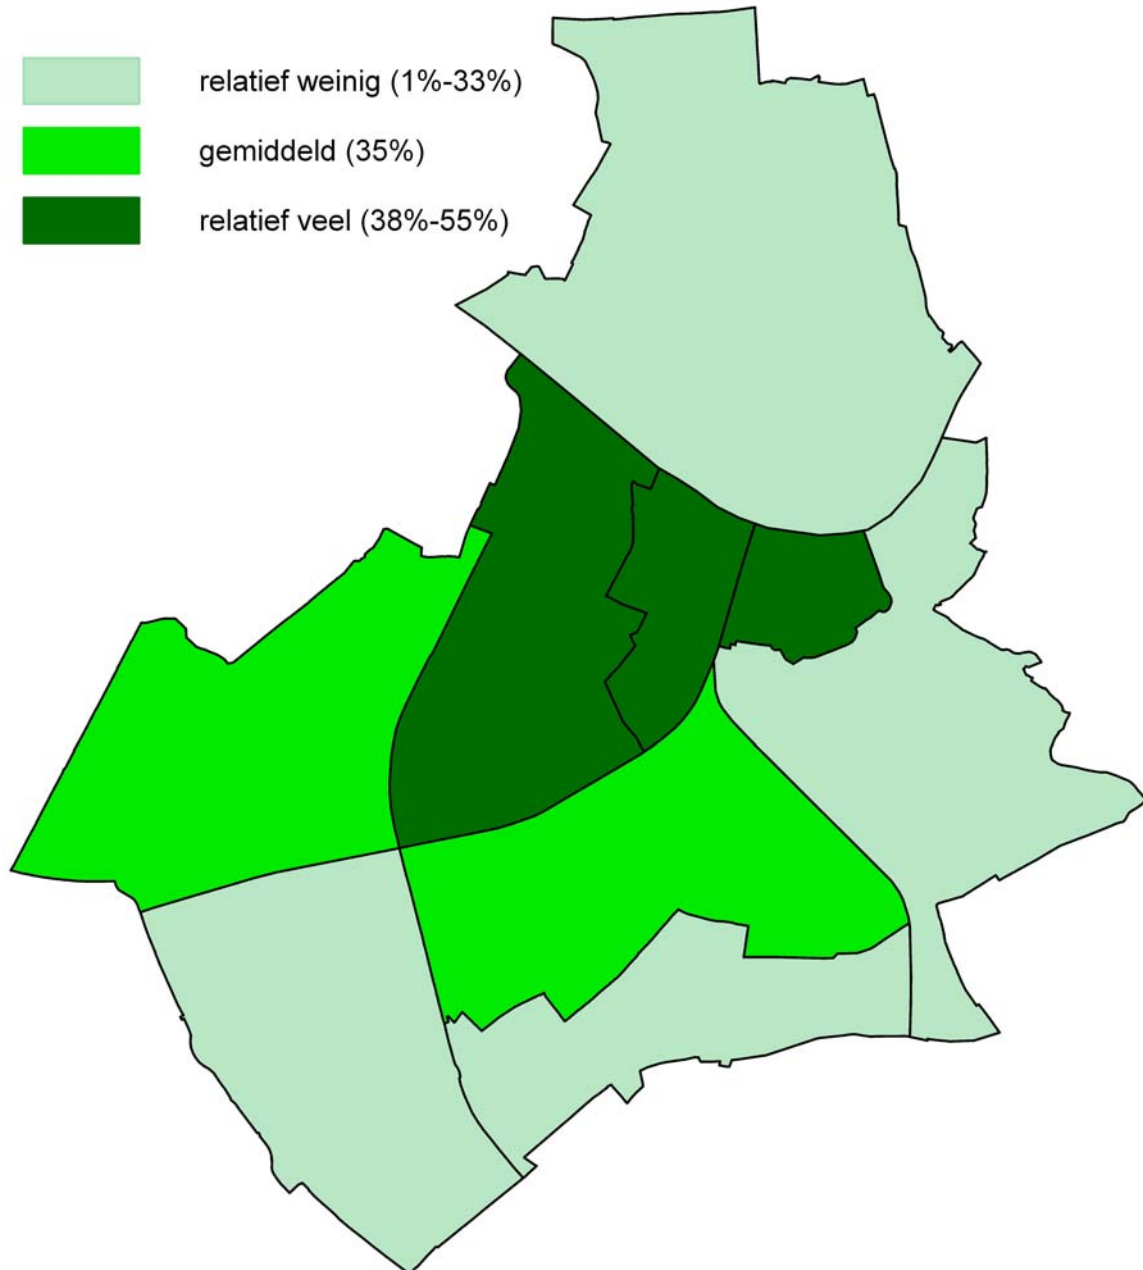 relatief weinig (1%-33%)
gemiddeld (35%)
relatief veel (38%-55%)